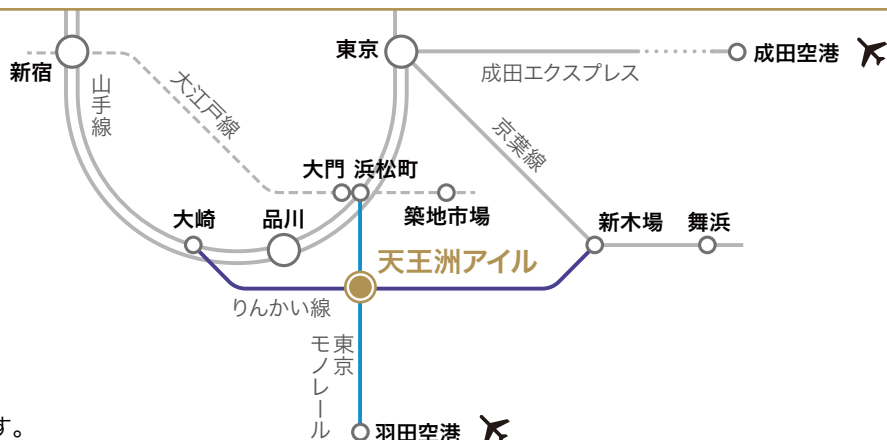 東京
成田空港
新宿
成田エクスプレス
山手線
大江戸線
京葉線
大門 浜松町
築地市場
大崎
品川
新木場
舞浜
天王洲アイル
りんかい線
東京
モノレール
羽田空港
す。